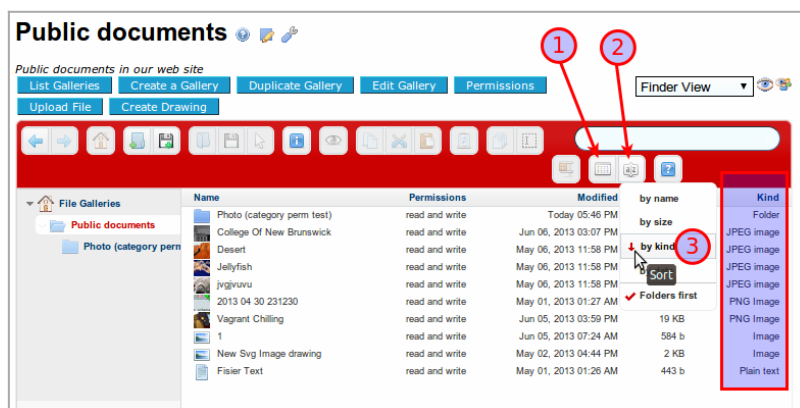 Public documents
1 2
Public documents in our web site
List Galleries Create a Gallery Duplicate Gallery Edit Gallery Permissions
Finder View
Upload File Create Drawing
Name Permissions Modified Kind
File Galleries
Public documents
Photo (category perm
Photo (category perm test) read and write Today 05:46 PM Folder
College Of New Brunswick read and write Jun 06, 2013 03:07 PM JPEG image
Desert read and write May 06, 2013 11:58 PM JPEG image
Jellyfish read and write May 06, 2013 11:58 PM JPEG image
jvgjvuvu read and write May 06, 2013 11:58 PM JPEG image
2013 04 30 231230 read and write May 01, 2013 01:27 AM PNG Image
Vagrant Chilling read and write Jun 05, 2013 03:59 PM 19 KB PNG Image
1 read and write Jun 05, 2013 07:24 AM 584 b Image
New Svg Image drawing read and write May 02, 2013 04:44 PM 2 KB Image
Fisier Text read and write May 01, 2013 01:26 AM 443 b Plain text
by name
by size
by kind 3
Sort
Folders first